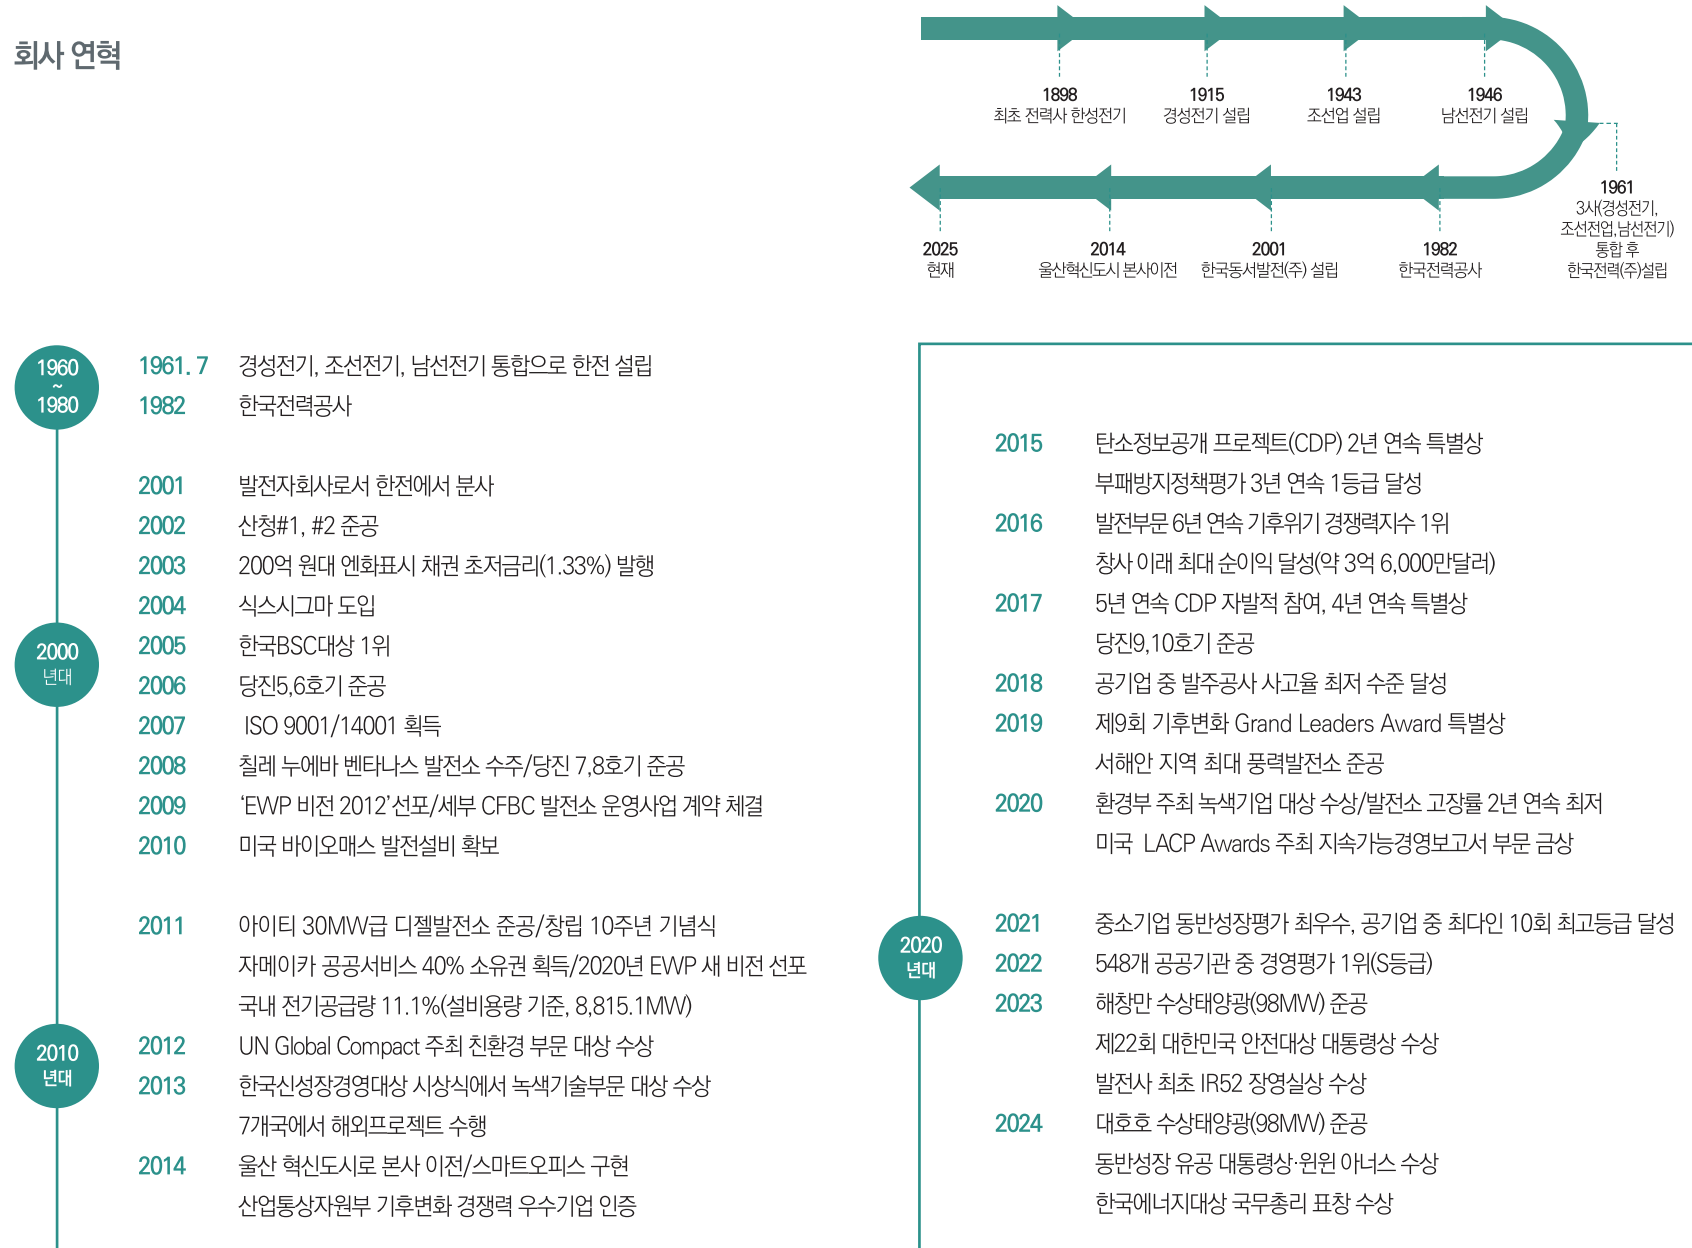 회사 연혁
1898
최초 전력사 한성전기
1915
경성전기 설립
1943
조선업 설립
1946
남선전기 설립
1961
3사(경성전기,
조선전업,남선전기)
통합 후
한국전력(주)설립
2025
현재
2014
울산혁신도시 본사이전
2001
한국동서발전(주) 설립
1982
한국전력공사
1960
~
1980
1961. 7 경성전기, 조선전기, 남선전기 통합으로 한전 설립
1982 한국전력공사
2000
년대
2001 발전자회사로서 한전에서 분사
2002 산청#1, #2 준공
2003 200억 원대 엔화표시 채권 초저금리(1.33%) 발행
2004 식스시그마 도입
2005 한국BSC대상 1위
2006 당진5,6호기 준공
2007 ISO 9001/14001 획득
2008 칠레 누에바 벤타나스 발전소 수주/당진 7,8호기 준공
2009 ‘EWP 비전 2012’선포/세부 CFBC 발전소 운영사업 계약 체결
2010 미국 바이오매스 발전설비 확보
2010
년대
2011 아이티 30MW급 디젤발전소 준공/창립 10주년 기념식
자메이카 공공서비스 40% 소유권 획득/2020년 EWP 새 비전 선포
국내 전기공급량 11.1%(설비용량 기준, 8,815.1MW)
2012 UN Global Compact 주최 친환경 부문 대상 수상
2013 한국신성장경영대상 시상식에서 녹색기술부문 대상 수상
7개국에서 해외프로젝트 수행
2014 울산 혁신도시로 본사 이전/스마트오피스 구현
산업통상자원부 기후변화 경쟁력 우수기업 인증
2015 탄소정보공개 프로젝트(CDP) 2년 연속 특별상
부패방지정책평가 3년 연속 1등급 달성
2016 발전부문 6년 연속 기후위기 경쟁력지수 1위
창사 이래 최대 순이익 달성(약 3억 6,000만달러)
2017 5년 연속 CDP 자발적 참여, 4년 연속 특별상
당진9,10호기 준공
2018 공기업 중 발주공사 사고율 최저 수준 달성
2019 제9회 기후변화 Grand Leaders Award 특별상
서해안 지역 최대 풍력발전소 준공
2020 환경부 주최 녹색기업 대상 수상/발전소 고장률 2년 연속 최저
미국 LACP Awards 주최 지속가능경영보고서 부문 금상
2020
년대
2021 중소기업 동반성장평가 최우수, 공기업 중 최다인 10회 최고등급 달성
2022 548개 공공기관 중 경영평가 1위(S등급)
2023 해창만 수상태양광(98MW) 준공
제22회 대한민국 안전대상 대통령상 수상
발전사 최초 IR52 장영실상 수상
2024 대호호 수상태양광(98MW) 준공
동반성장 유공 대통령상·윈윈 아너스 수상
한국에너지대상 국무총리 표창 수상